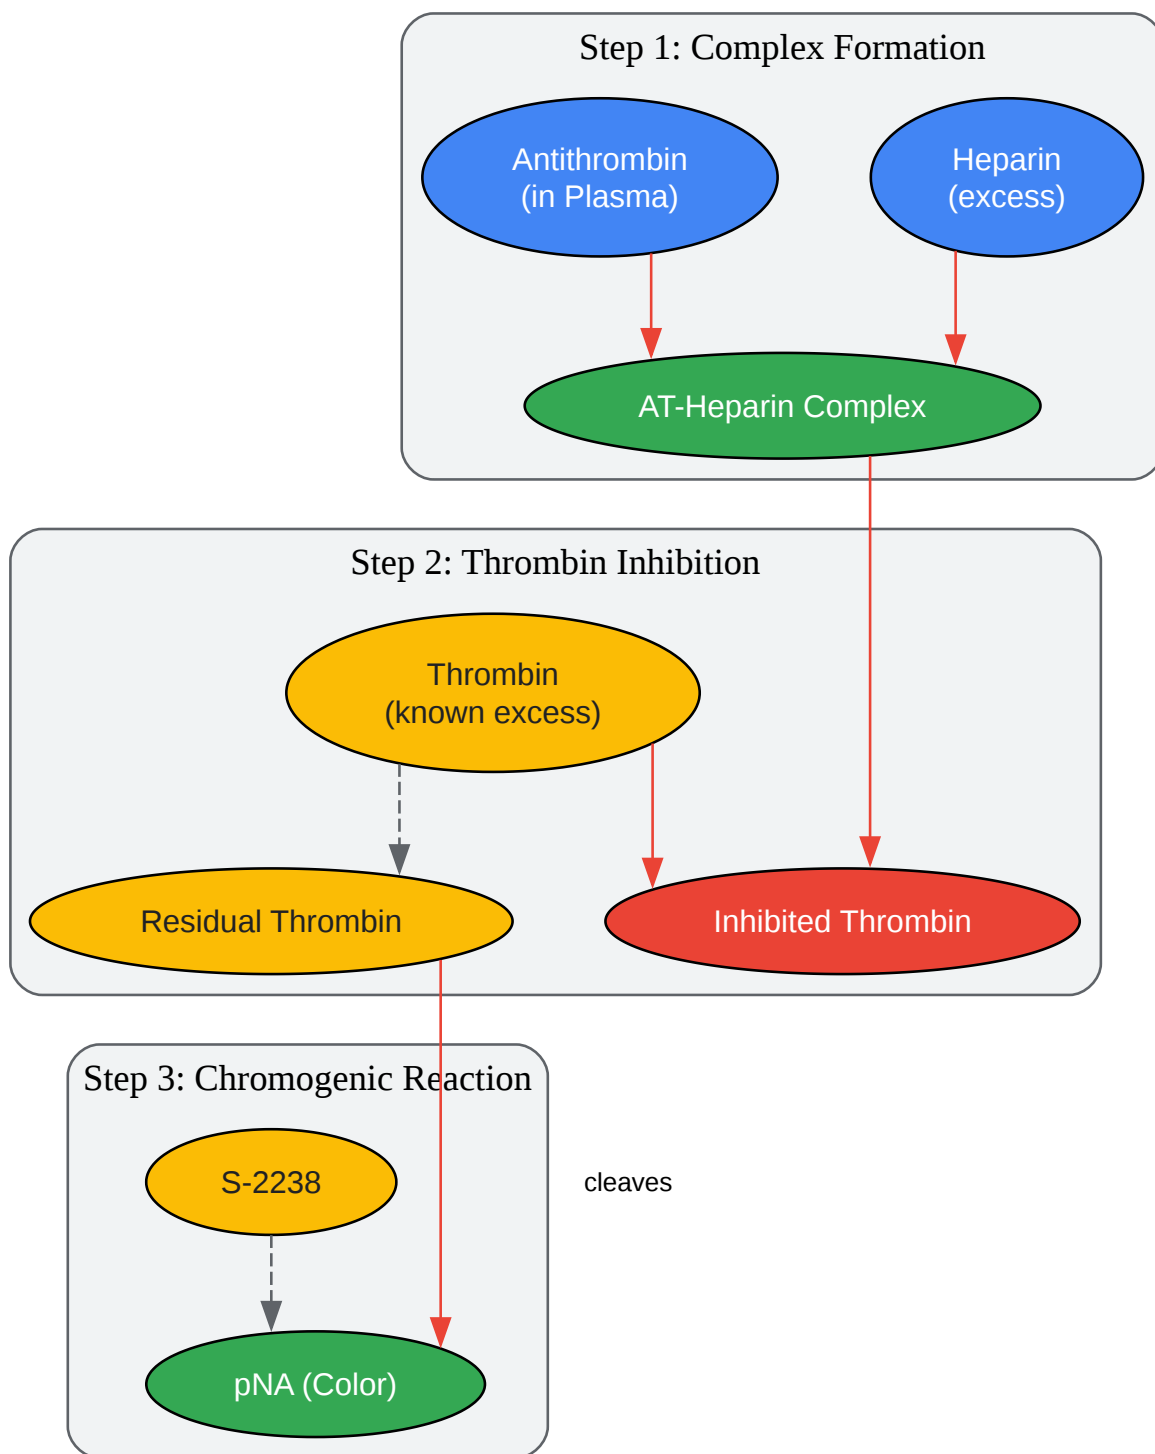 Step 1: Complex Formation
Antithrombin
(in Plasma)
Heparin
(excess)
AT-Heparin Complex
Step 2: Thrombin Inhibition
Thrombin
(known excess)
Residual Thrombin
Inhibited Thrombin
Step 3: Chromogenic Reaction
S-2238
cleaves
pNA (Color)